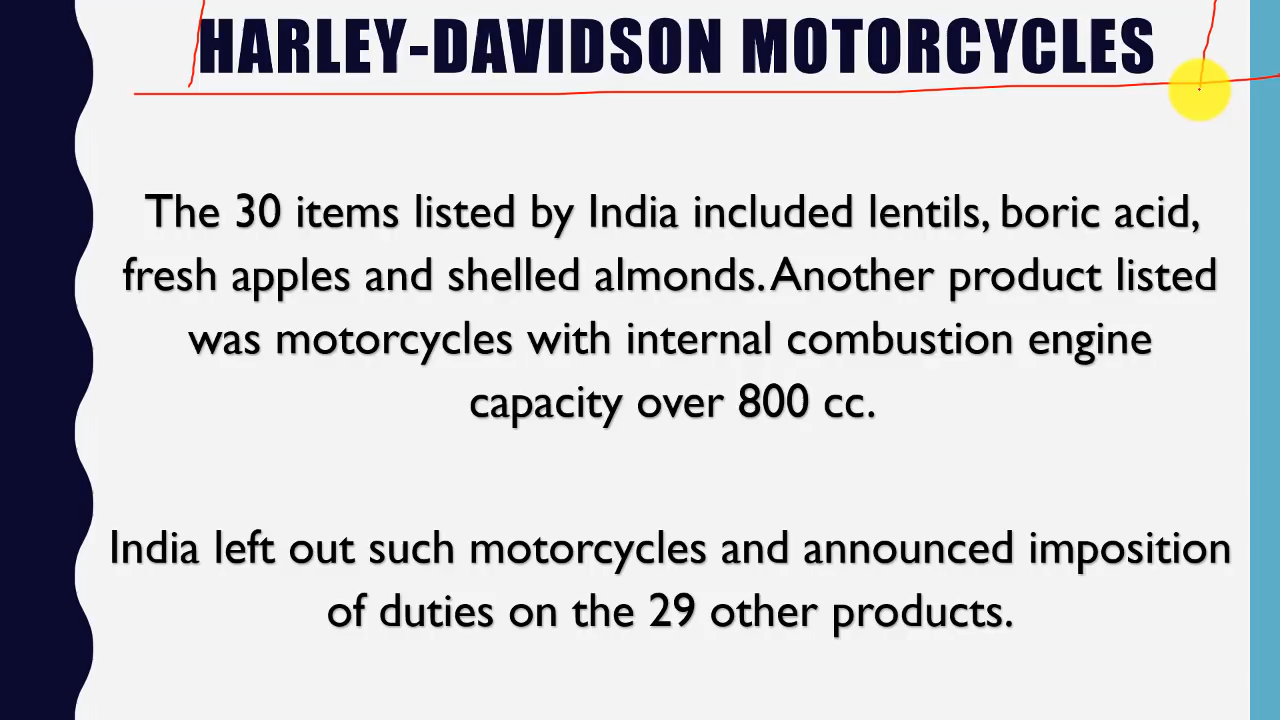 HARLEY-DAVIDSON MOTORCYCLES
The 30 items listed by India included lentils, boric acid,
fresh apples and shelled almonds. Another product listed
was motorcycles with internal combustion engine
capacity over 800 cc.
India left out such motorcycles and announced imposition
of duties on the 29 other products.